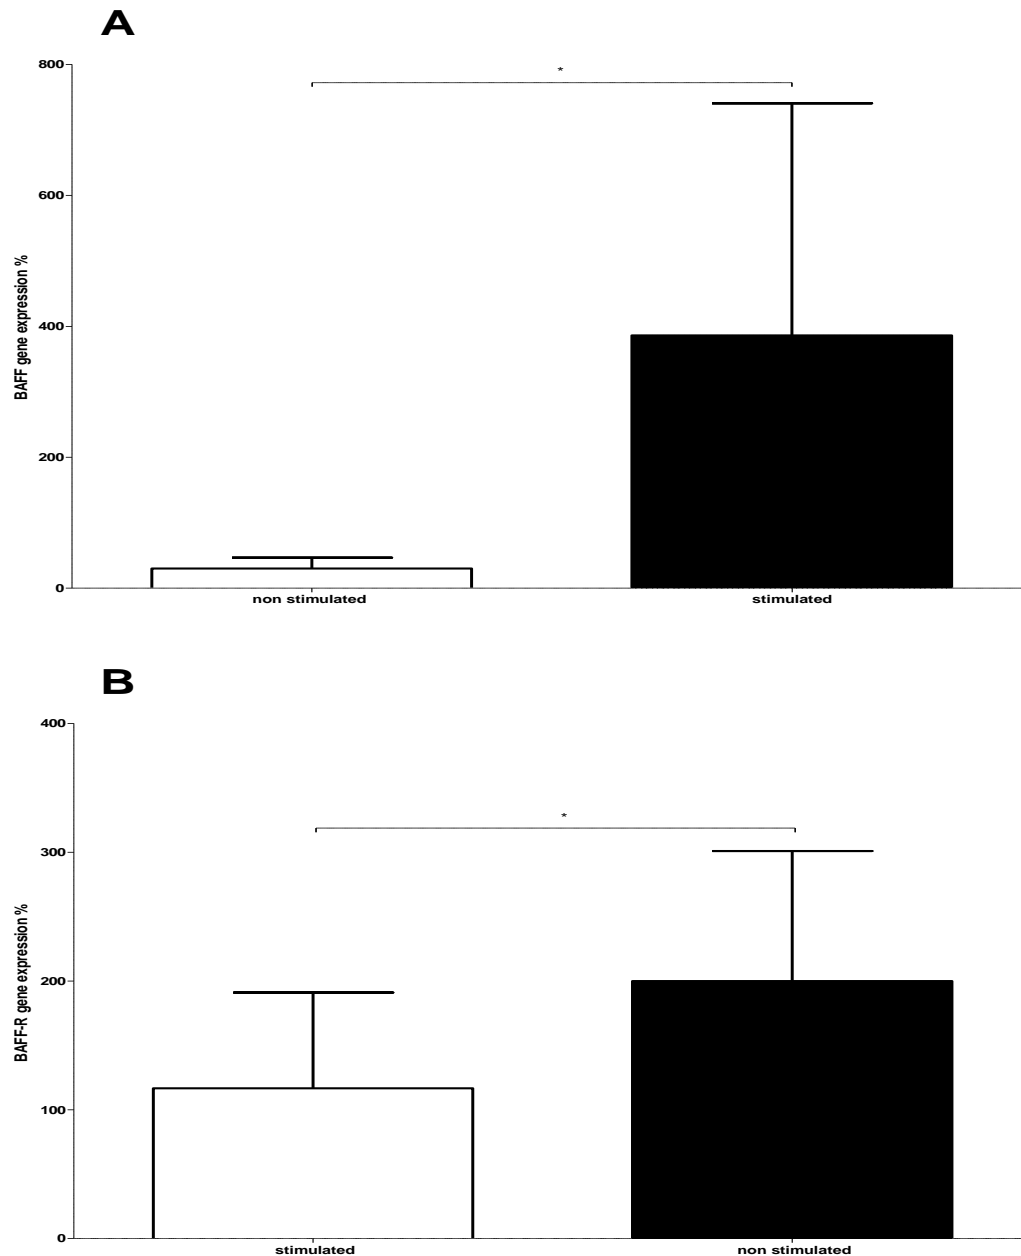 A
800
*
600
BAFF gene expression %
400
200
0
non stimulated
stimulated
B
400
*
300
BAFF-R gene expression %
200
100
0
stimulated
non stimulated